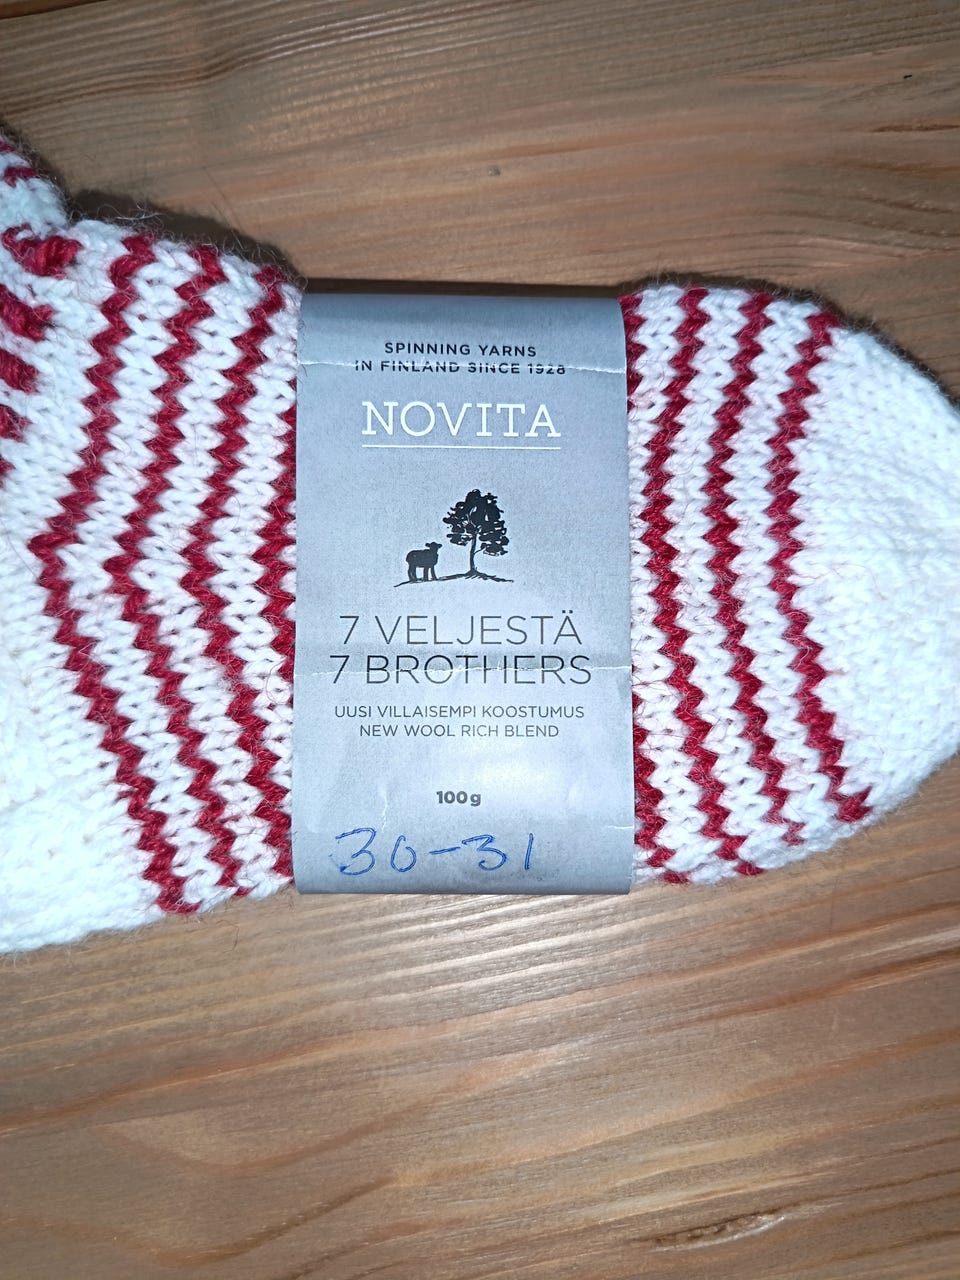 SPINNING YARNS
IN FINLAND SINCE 1928
NOVITA
7 VELJESTÄ
7 BROTHERS
UUSI VILLAISEMPI KOOSTUMUS
NEW WOOL RICH BLEND
100g
30-31